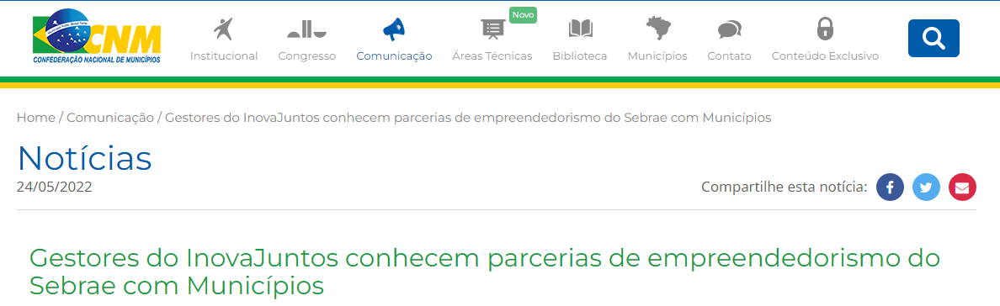 Novo
CNM
CONFEDERAÇÃO NACIONAL DE MUNICÍPIOS
Institucional
Congresso
Comunicação
Áreas Técnicas
Biblioteca
Municípios
Contato
Conteúdo Exclusivo
Home / Comunicação / Gestores do InovaJuntos conhecem parcerias de empreendedorismo do Sebrae com Municípios
Notícias
24/05/2022
Compartilhe esta notícia:
Gestores do InovaJuntos conhecem parcerias de empreendedorismo do
Sebrae com Municípios